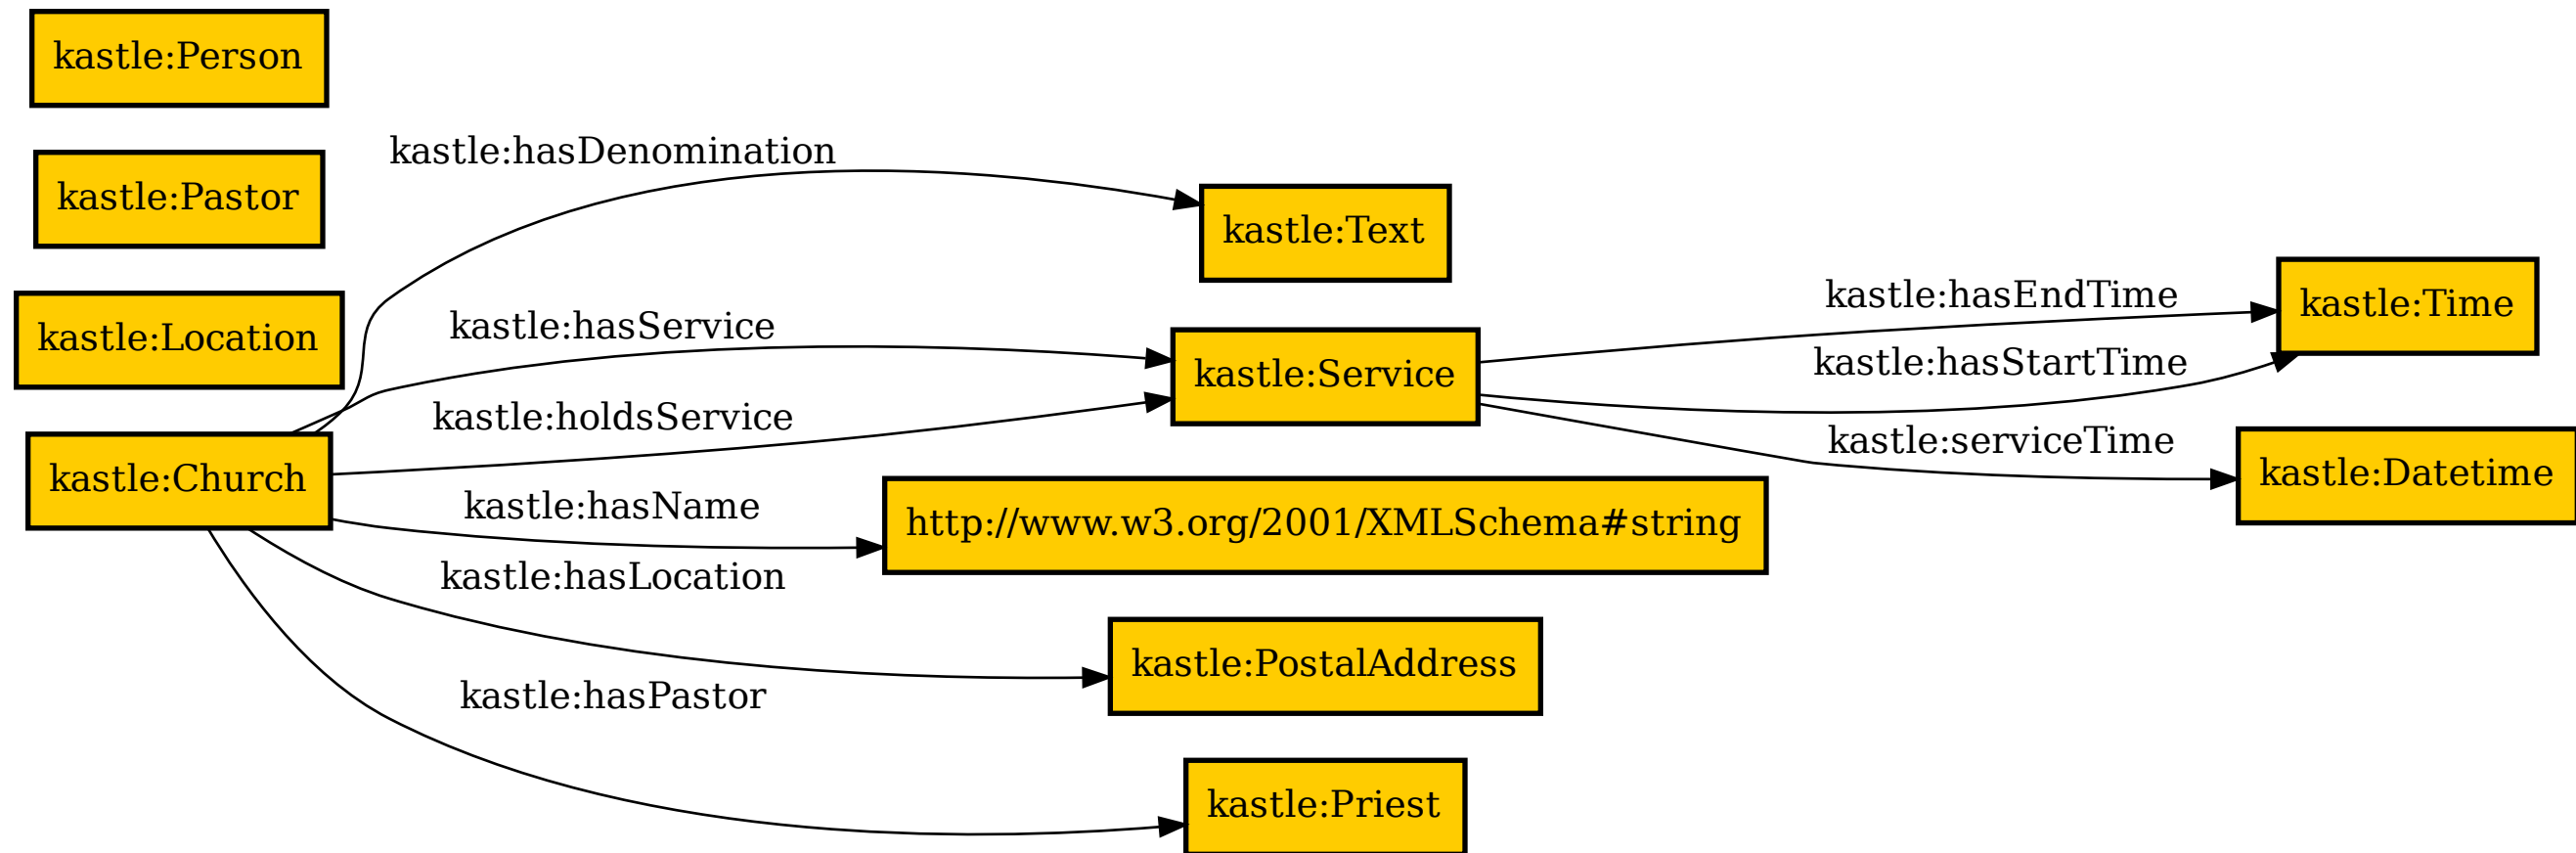 kastle:Person
kastle:Pastor
kastle:Location
kastle:Church
kastle:hasDenomination
kastle:hasService
kastle:holdsService
kastle:hasName
kastle:hasLocation
kastle:hasPastor
kastle:Text
kastle:Service
http://www.w3.org/2001/XMLSchema#string
kastle:PostalAddress
kastle:Priest
kastle:hasEndTime
kastle:hasStartTime
kastle:serviceTime
kastle:Time
kastle:Datetime